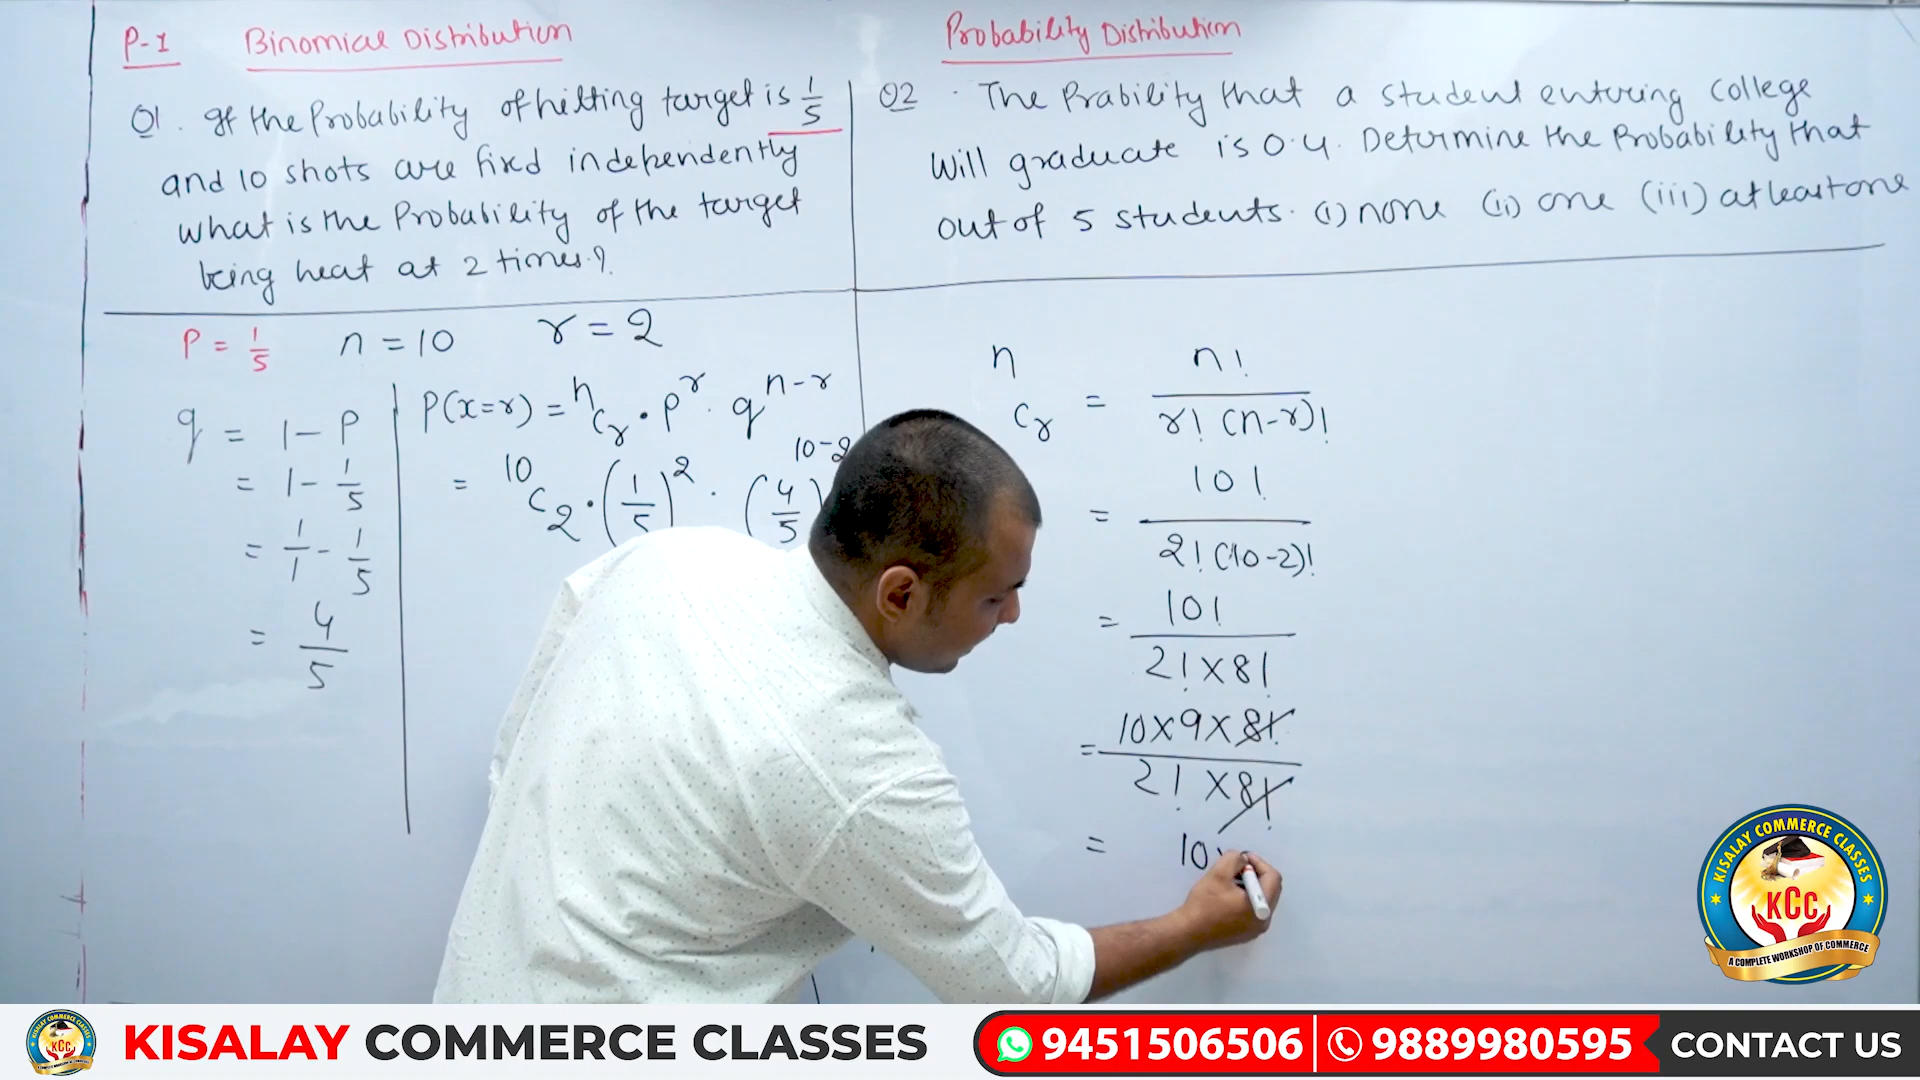 P-1 Binomial Distribution
Q1. If the Probability of hitting target is 1/5
and 10 shots are fixd independently
what is the Probability of the target
being heat at 2 times.?
Probability Distribution
Q2. The Prability that a student entering college
will graduate is 0.4. Determine the Probability that
out of 5 students. (i) none (ii) one (iii) at least one
P = 1/5 n = 10 r = 2
q = 1 - P
= 1 - 1/5
= 1/1 - 1/5
= 4/5
P(x=r) = nCr . P^r . q^n-r
= 10C2 . (1/5)^2 . (4/5)^10-2
nCr = n! / r! (n-r)!
= 10! / 2! (10-2)!
= 10! / 2! x 8!
= 10x9x8! / 2! x 8!
= 10
KISALAY COMMERCE CLASSES
KCC
A COMPLETE WORKSHOP OF COMMERCE
KISALAY COMMERCE CLASSES 9451506506 9889980595 CONTACT US